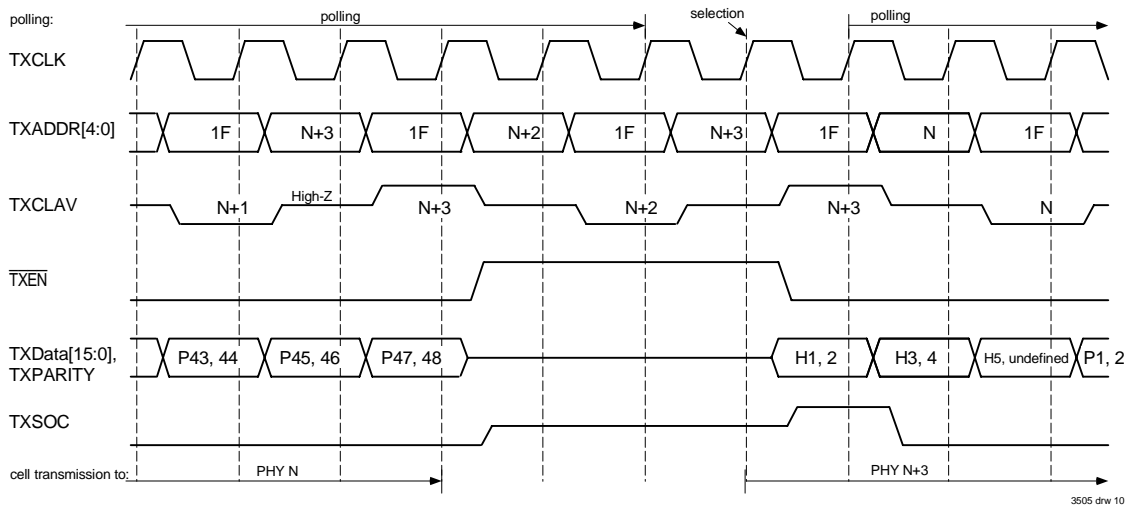 polling: polling selection polling
TXCLK
TXADDR[4:0] 1F N+3 1F N+2 1F N+3 1F N 1F
TXCLAV N+1 High-Z N+3 N+2 N+3 N
TXEN
TXData[15:0], TXPARITY P43, 44 P45, 46 P47, 48 H1, 2 H3, 4 H5, undefined P1, 2
TXSOC
cell transmission to: PHY N PHY N+3
3505 drw 10